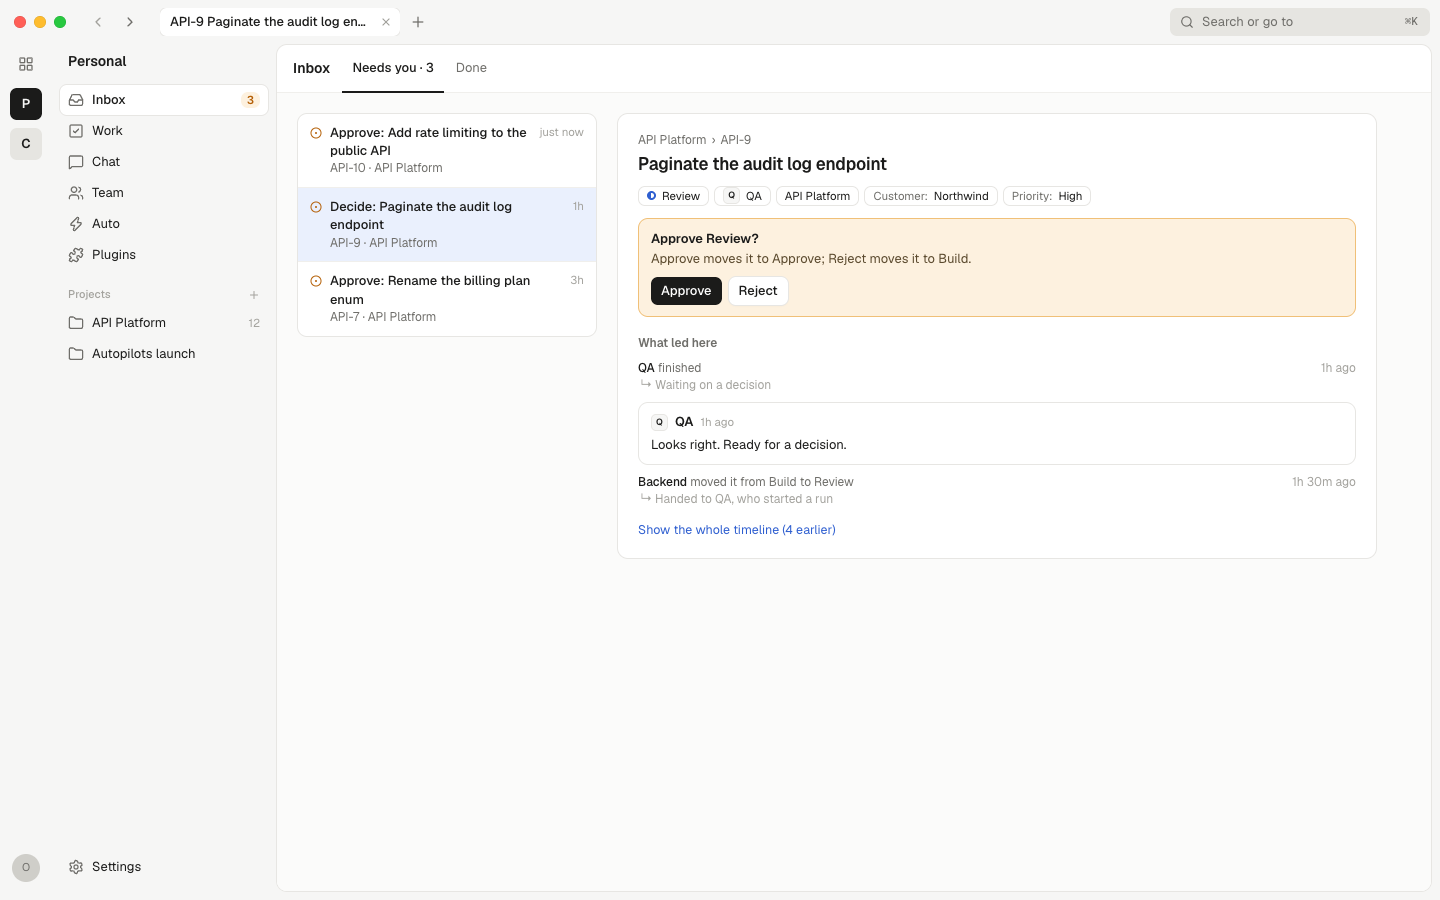 API-9 Paginate the audit log en...
Search or go to
⌘K
P
C
Personal
Inbox
3
Work
Chat
Team
Auto
Plugins
Projects
API Platform
12
Autopilots launch
O
Settings
Inbox
Needs you · 3
Done
Approve: Add rate limiting to the
just now
public API
API-10 · API Platform
Decide: Paginate the audit log
1h
endpoint
API-9 · API Platform
Approve: Rename the billing plan
3h
enum
API-7 · API Platform
API Platform › API-9
Paginate the audit log endpoint
Review
Q QA
API Platform
Customer: Northwind
Priority: High
Approve Review?
Approve moves it to Approve; Reject moves it to Build.
Approve
Reject
What led here
QA finished
1h ago
Waiting on a decision
Q QA 1h ago
Looks right. Ready for a decision.
Backend moved it from Build to Review
1h 30m ago
Handed to QA, who started a run
Show the whole timeline (4 earlier)